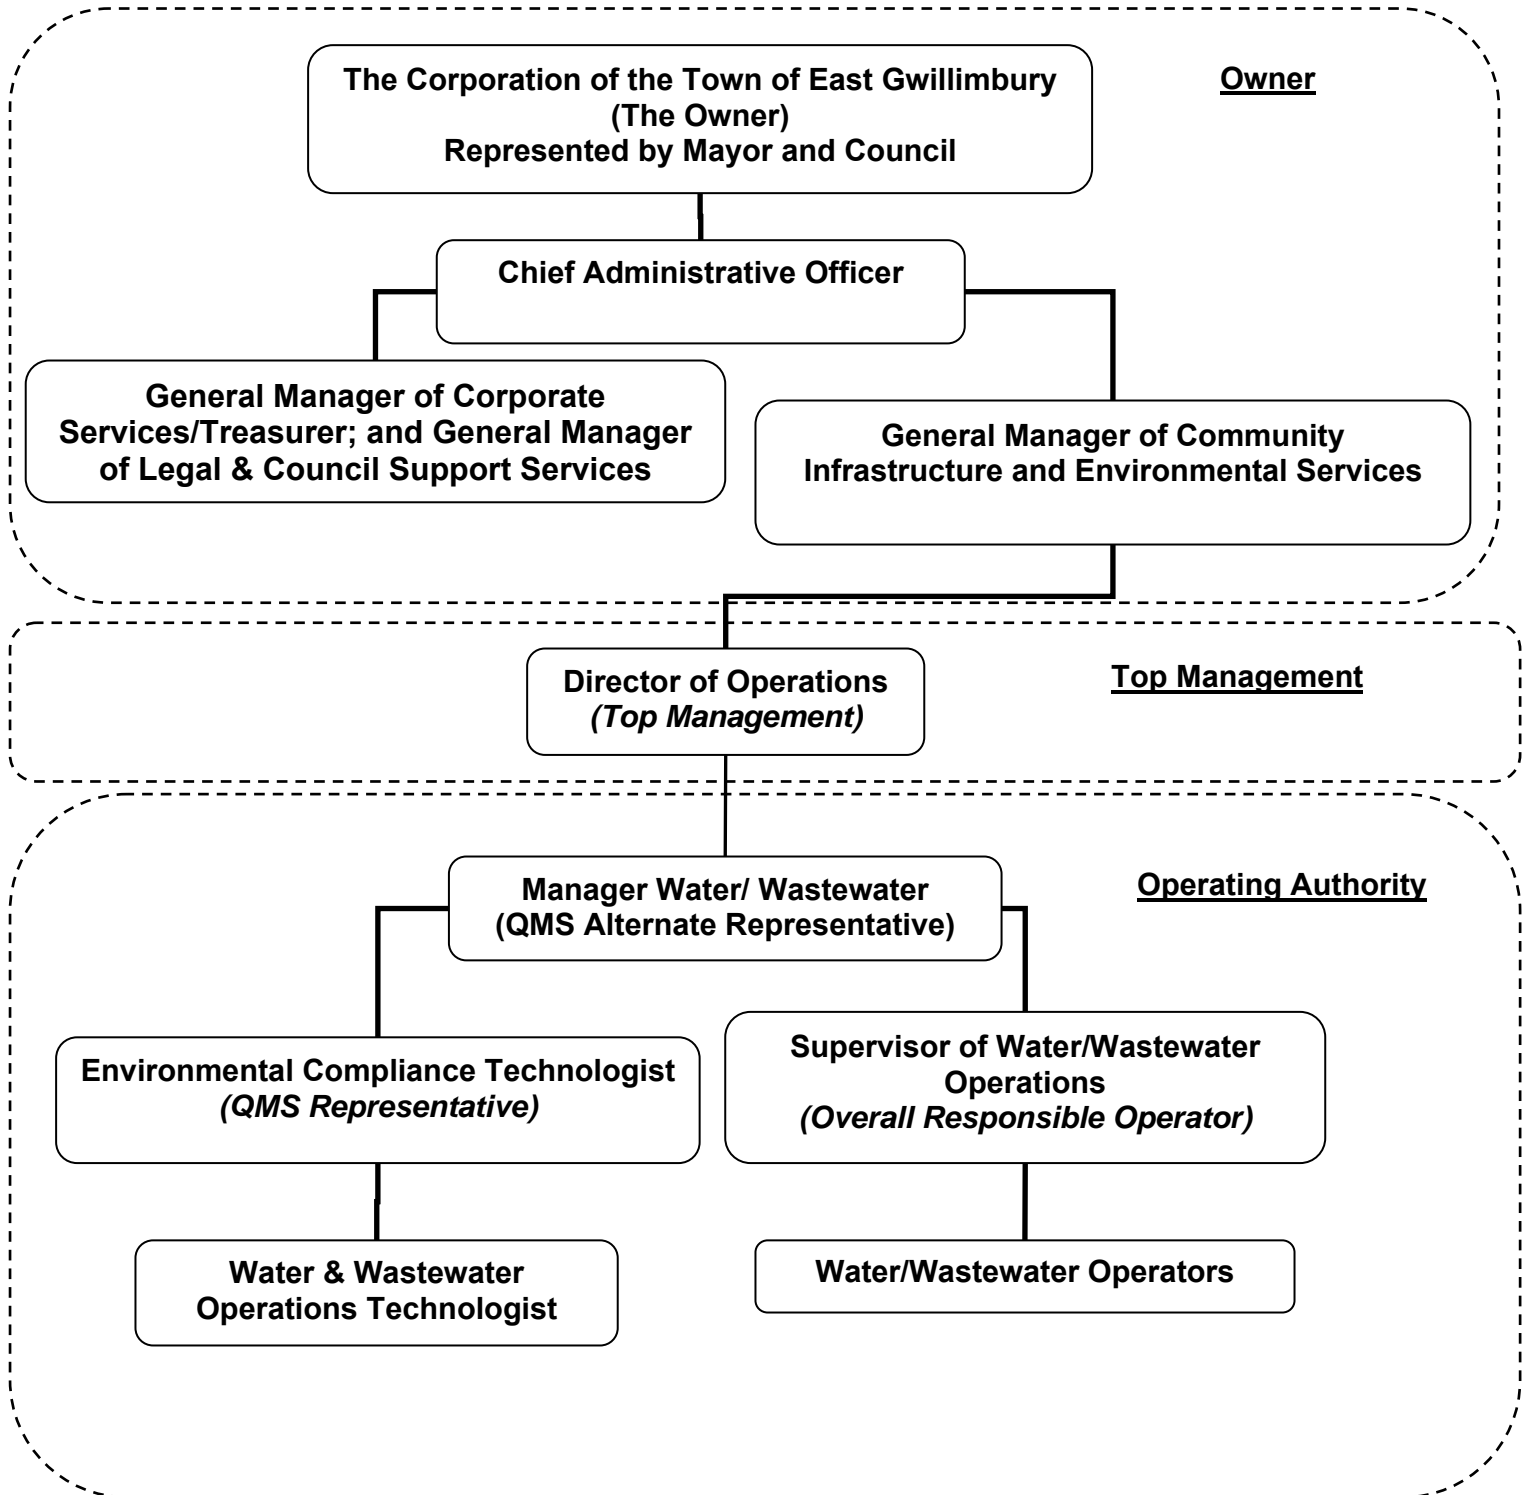 The Corporation of the Town of East Gwillimbury
(The Owner)
Represented by Mayor and Council
Owner
Chief Administrative Officer
General Manager of Corporate
Services/Treasurer; and General Manager
of Legal & Council Support Services
General Manager of Community
Infrastructure and Environmental Services
Director of Operations
(Top Management)
Top Management
Manager Water/ Wastewater
(QMS Alternate Representative)
Operating Authority
Environmental Compliance Technologist
(QMS Representative)
Supervisor of Water/Wastewater
Operations
(Overall Responsible Operator)
Water & Wastewater
Operations Technologist
Water/Wastewater Operators